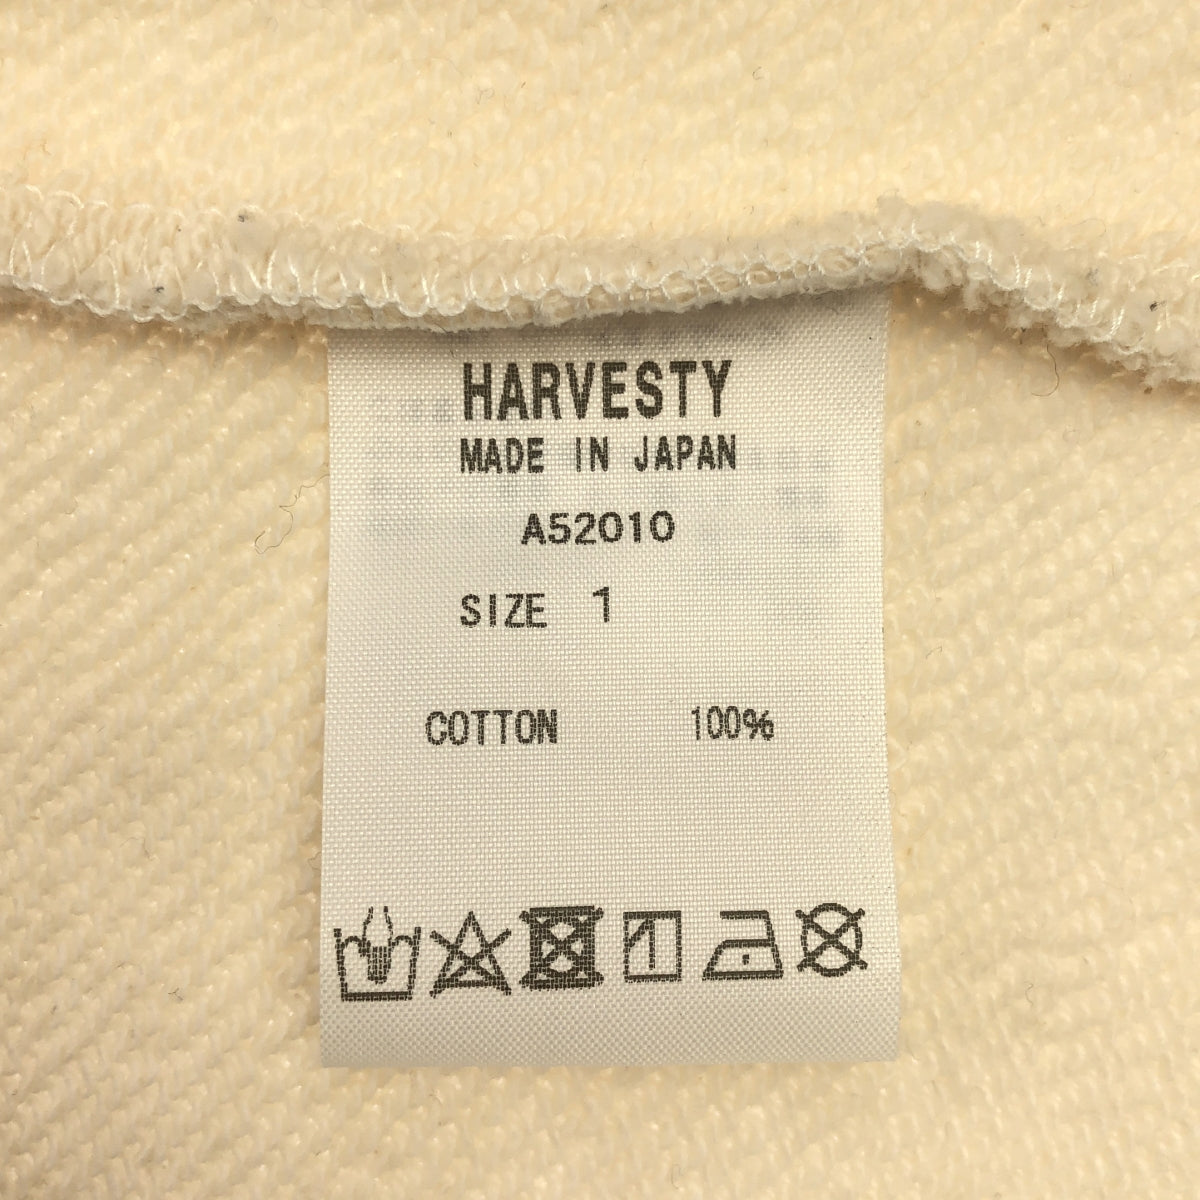 HARVESTY
MADE IN JAPAN
A52010
SIZE 1
COTTON 100%